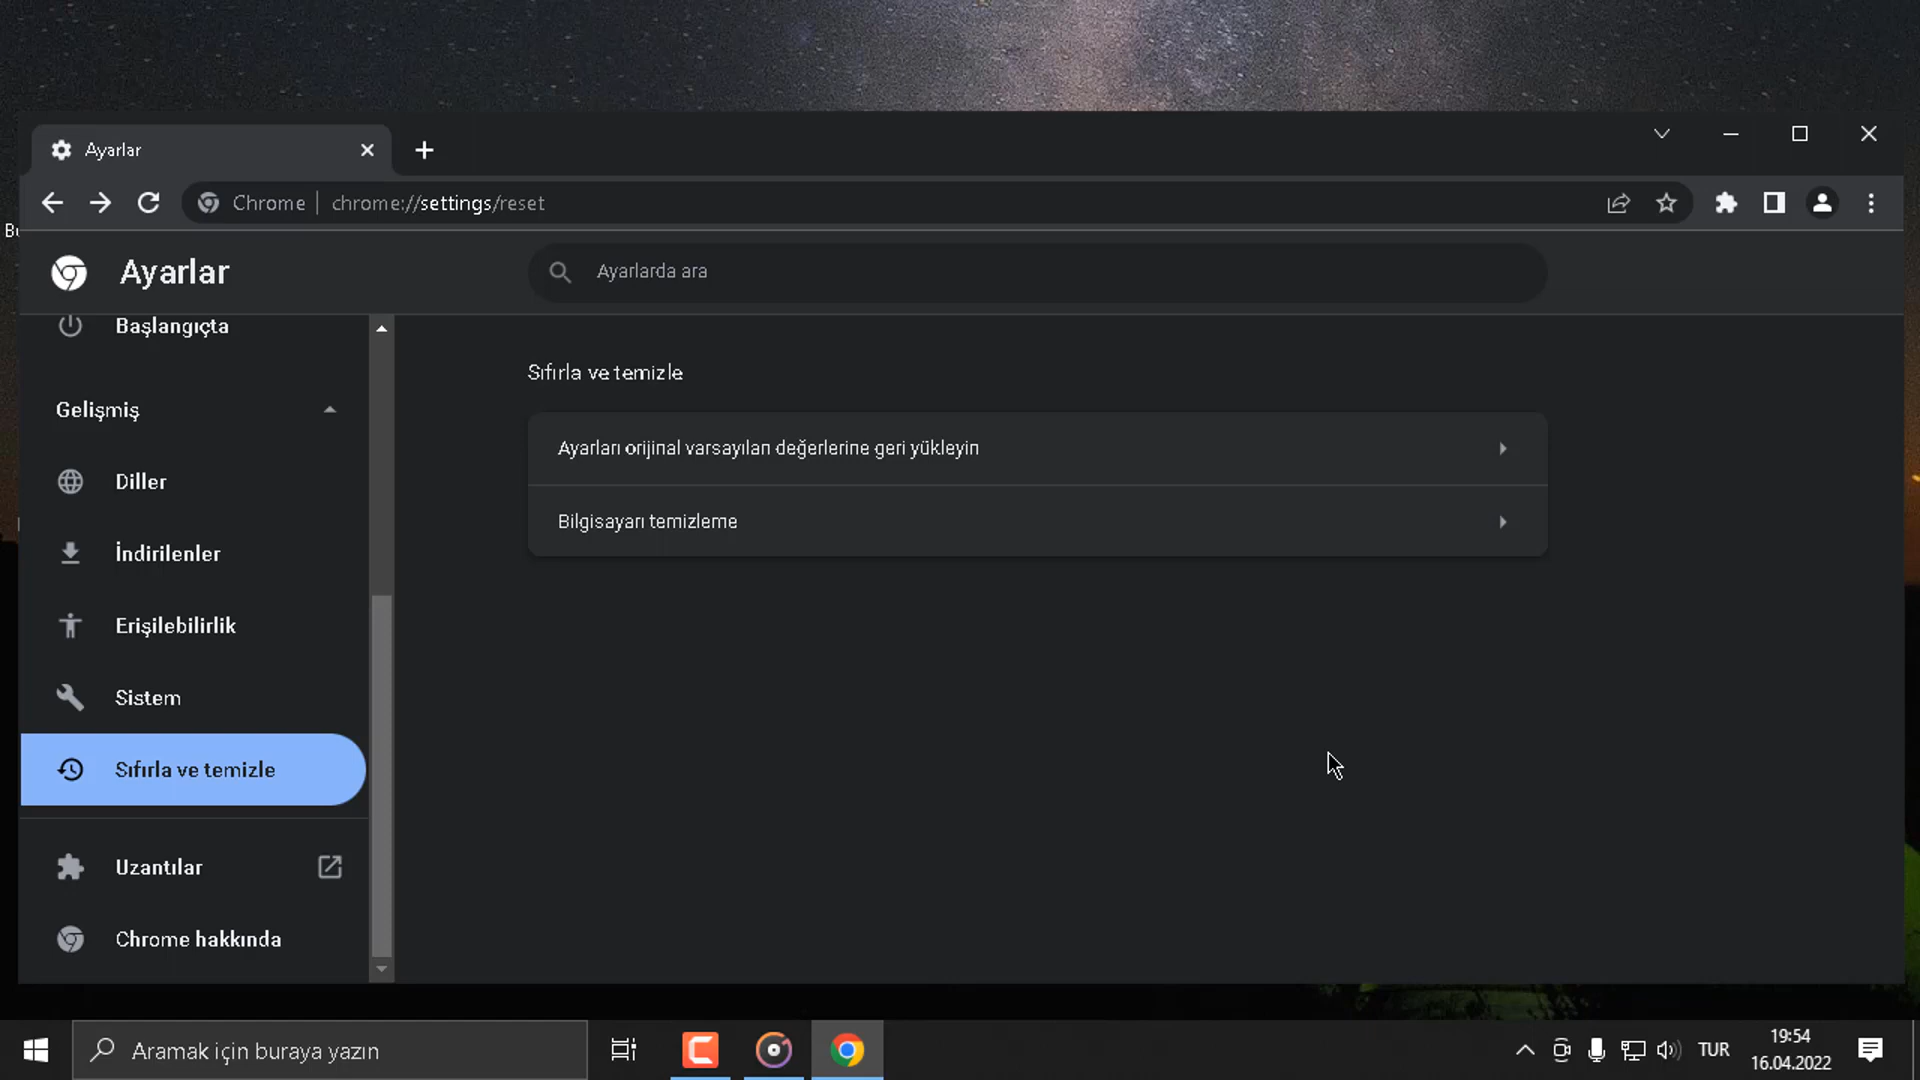 Ayarlar
Chrome
chrome://settings/reset
Ayarlar
Ayarlarda ara
Başlangıçta
Gelişmiş
Diller
İndirilenler
Erişilebilirlik
Sistem
Sıfırla ve temizle
Uzantılar
Chrome hakkında
Sıfırla ve temizle
Ayarları orijinal varsayılan değerlerine geri yükleyin
Bilgisayarı temizleme
Aramak için buraya yazın
TUR
19:54
16.04.2022